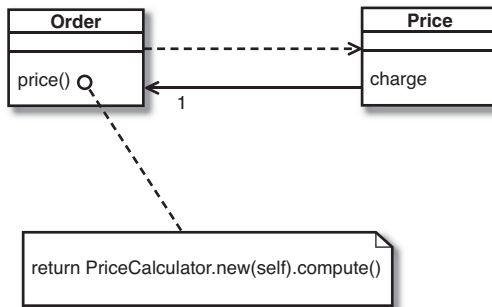 Order
Price
price()
charge
1
return PriceCalculator.new(self).compute()